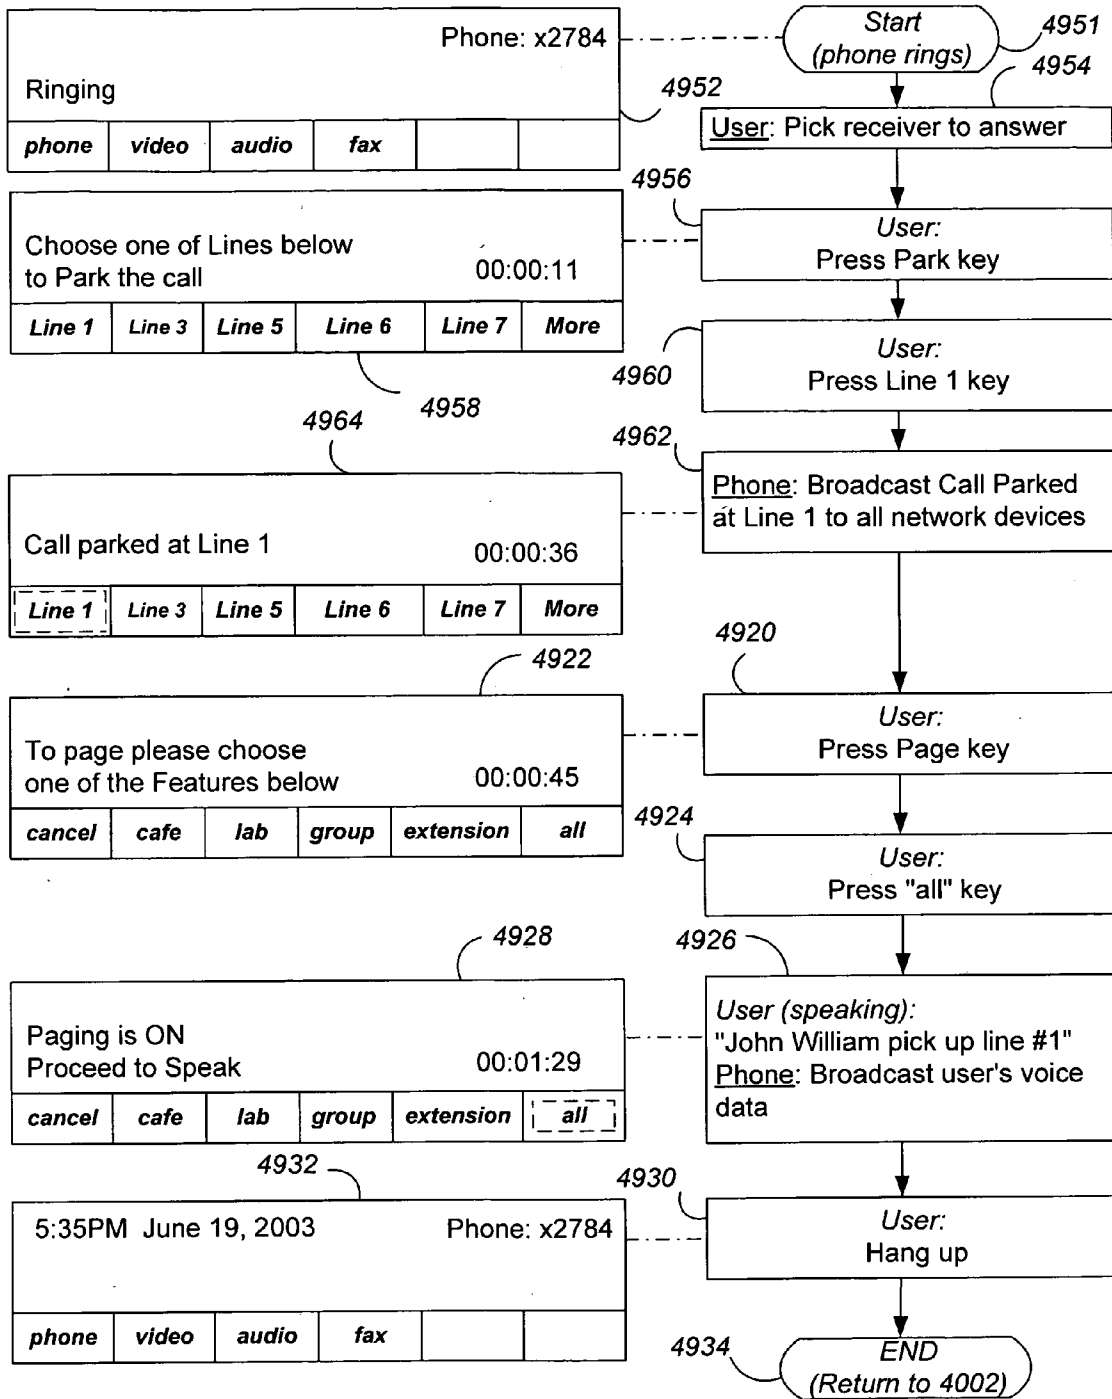 Phone: x2784
Start
(phone rings)
4951
4954
Ringing
4952
User: Pick receiver to answer
phone video audio fax
4956
Choose one of Lines below
to Park the call
00:00:11
User:
Press Park key
Line 1 Line 3 Line 5 Line 6 Line 7 More
4958
4960
User:
Press Line 1 key
4964
4962
Phone: Broadcast Call Parked
at Line 1 to all network devices
Call parked at Line 1
00:00:36
Line 1 Line 3 Line 5 Line 6 Line 7 More
4922
4920
To page please choose
one of the Features below
00:00:45
User:
Press Page key
cancel cafe lab group extension all
4924
User:
Press "all" key
4928
4926
Paging is ON
Proceed to Speak
00:01:29
User (speaking):
"John William pick up line #1"
Phone: Broadcast user's voice
data
cancel cafe lab group extension all
4932
4930
5:35PM June 19, 2003
Phone: x2784
User:
Hang up
phone video audio fax
4934
END
(Return to 4002)